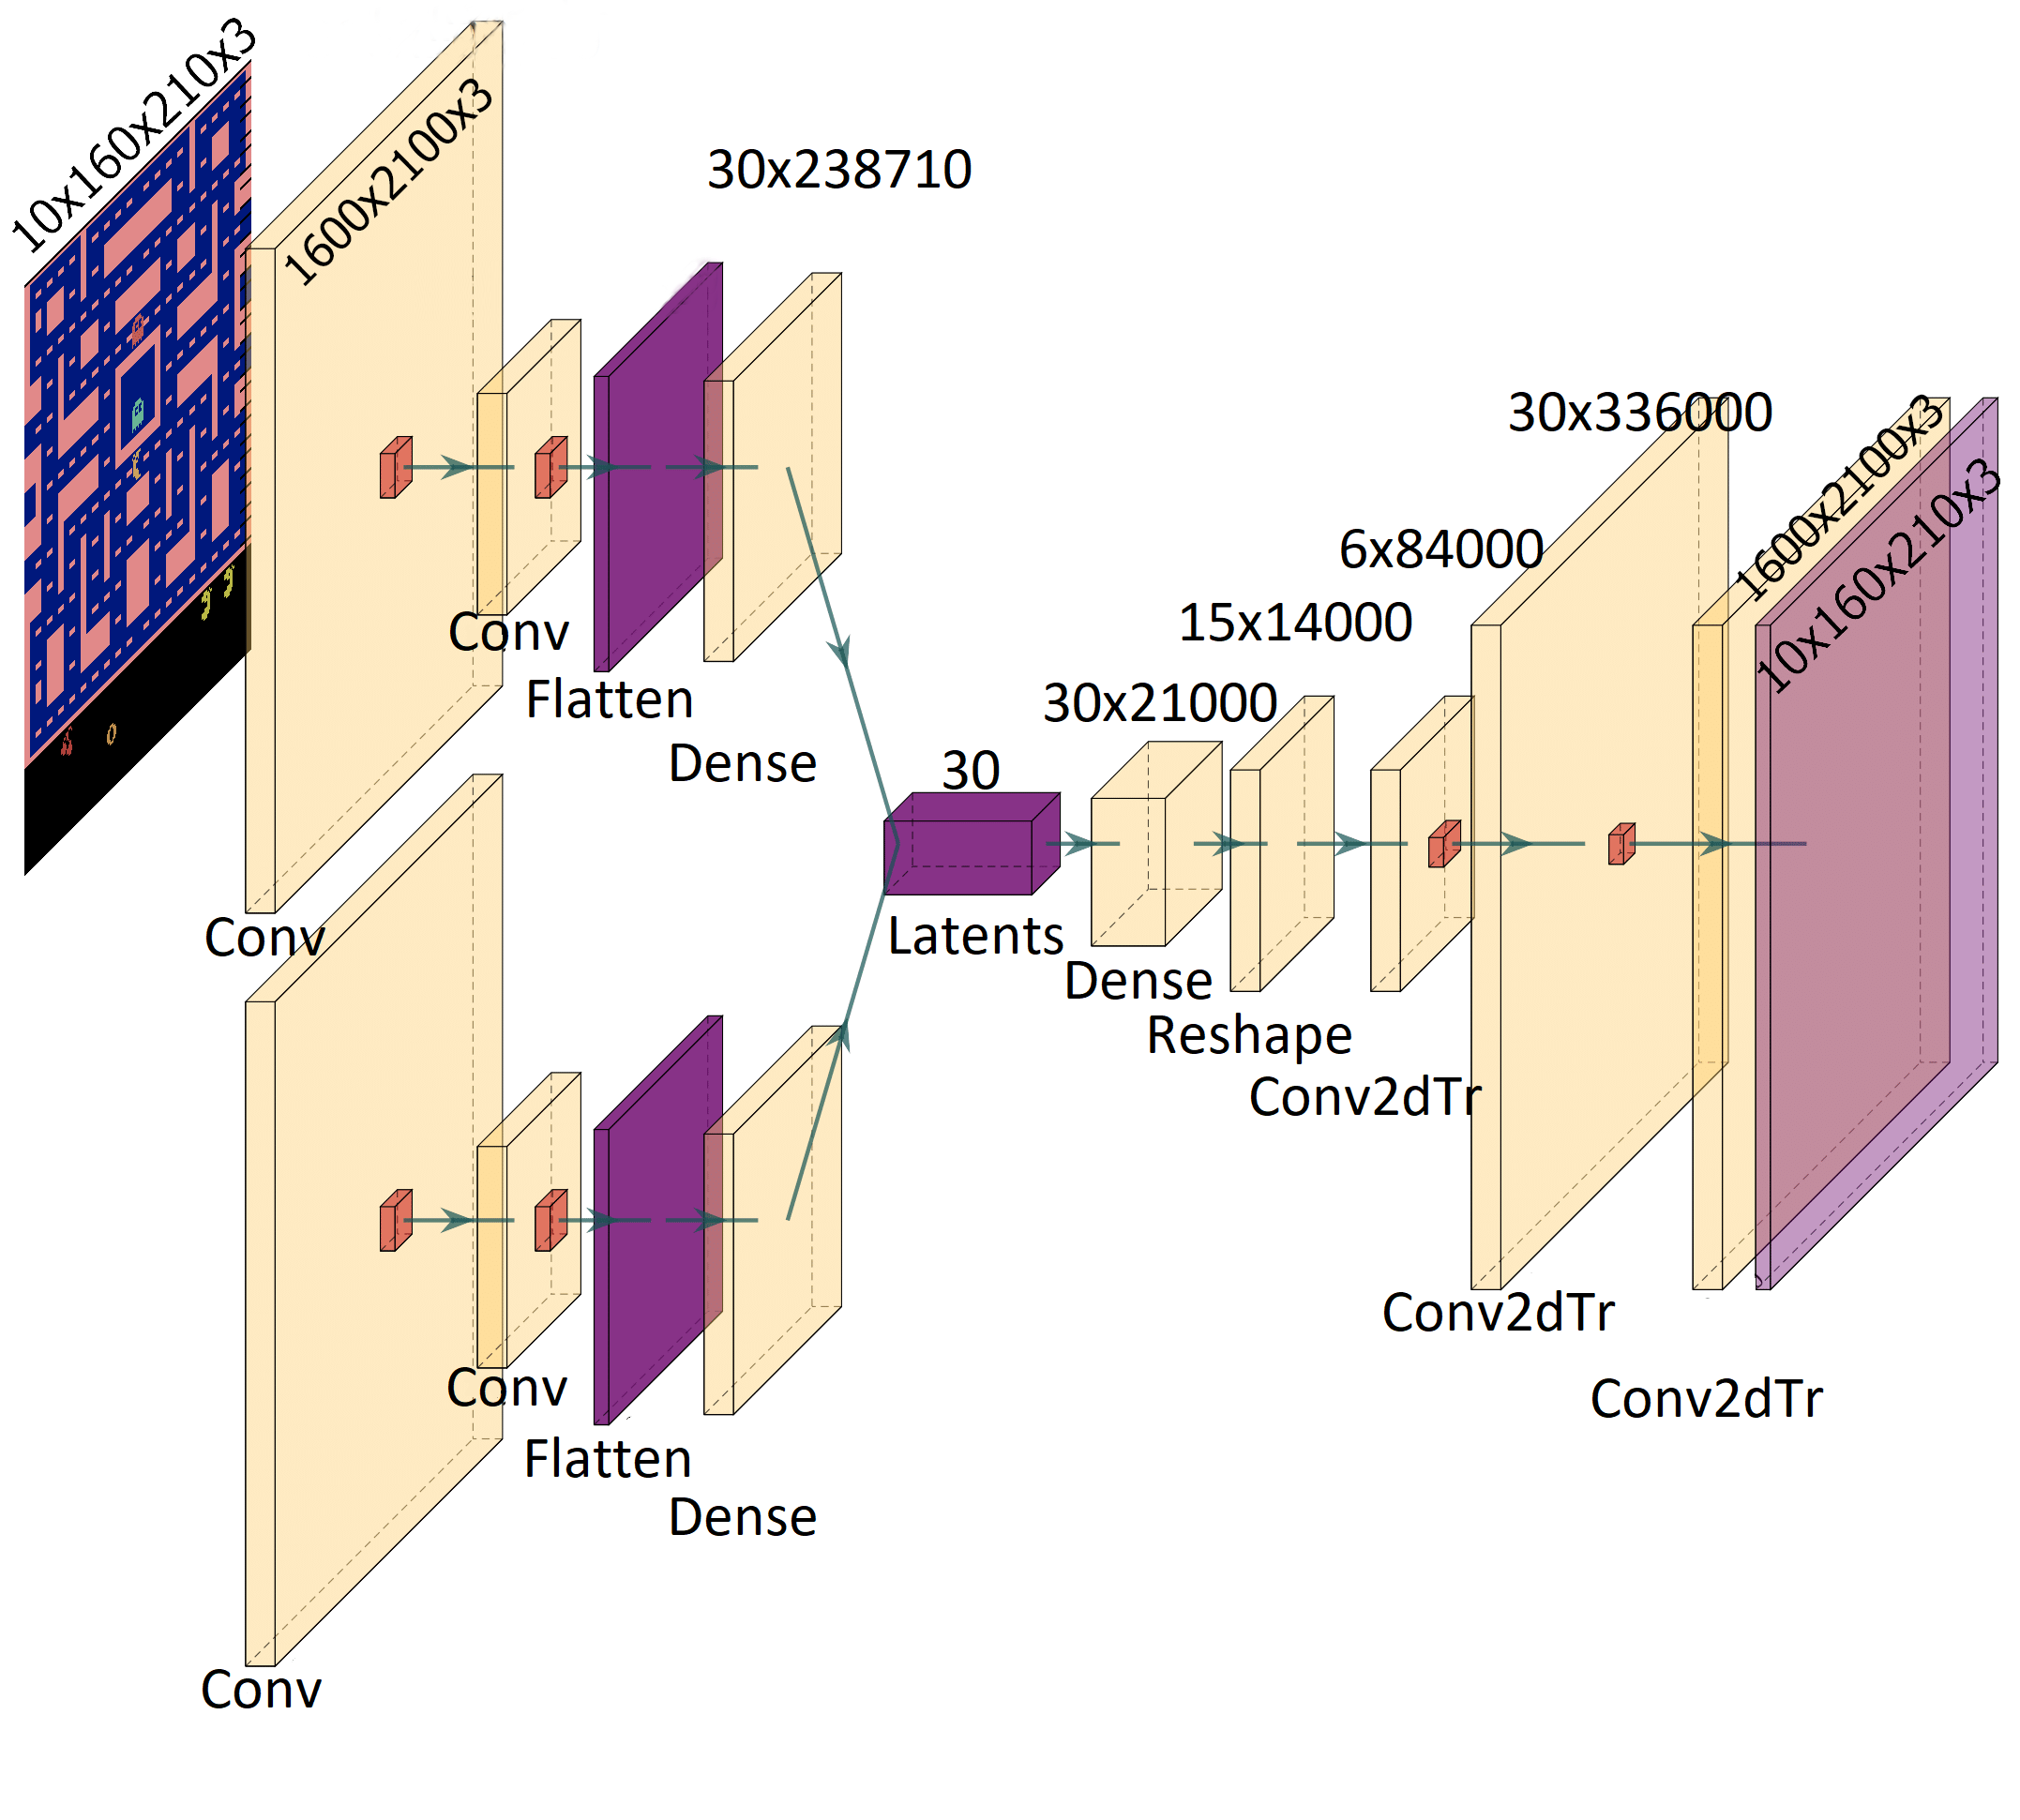 10x160x210x3
1600x2100x3
30x238710
Conv
Flatten
Dense
Conv
30
Latents
30x21000
Dense
15x14000
Reshape
6x84000
Conv2dTr
30x336000
Conv2dTr
1600x2100x3
10x160x210x3
Conv2dTr
Conv
Flatten
Dense
Conv